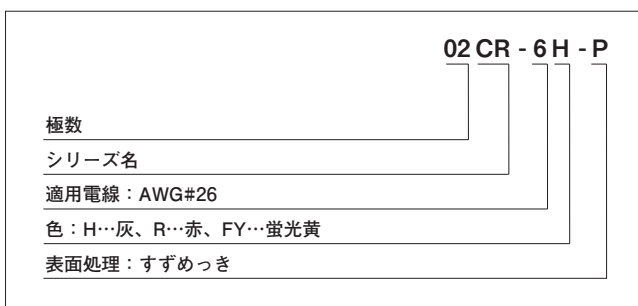 02 CR - 6 H - P
極数
シリーズ名
適用電線：AWG#26
色：H…灰、R…赤、FY…蛍光黄
表面処理：すずめっき